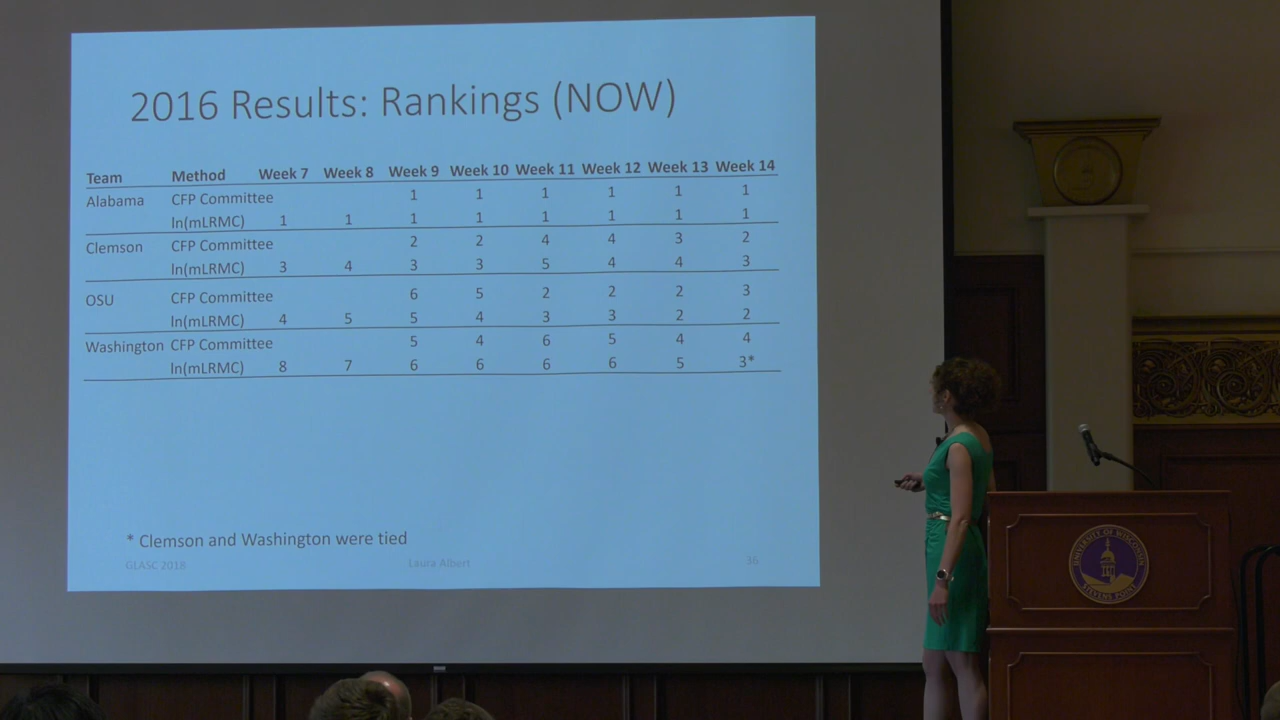 2016 Results: Rankings (NOW)
Team Method Week 7 Week 8 Week 9 Week 10 Week 11 Week 12 Week 13 Week 14
Alabama CFP Committee 1 1 1 1 1 1
ln(mLRMC) 1 1 1 1 1 1 1 1
Clemson CFP Committee 2 2 4 4 3 2
ln(mLRMC) 3 4 3 3 5 4 4 3
OSU CFP Committee 6 5 2 2 2 3
ln(mLRMC) 4 5 5 4 3 3 2 2
Washington CFP Committee 5 4 6 5 4 4
ln(mLRMC) 8 7 6 6 6 6 5 3*
* Clemson and Washington were tied
GLASC 2018 Laura Albert 36
UNIVERSITY OF WISCONSIN
STEVENS POINT